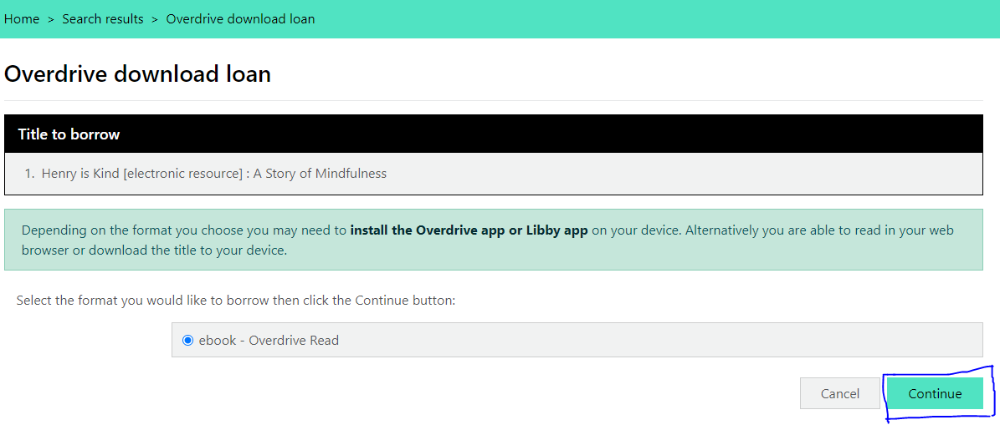 Home > Search results > Overdrive download loan
Overdrive download loan
Title to borrow
1. Henry is Kind [electronic resource] : A Story of Mindfulness
Depending on the format you choose you may need to install the Overdrive app or Libby app on your device. Alternatively you are able to read in your web
browser or download the title to your device.
Select the format you would like to borrow then click the Continue button:
ebook - Overdrive Read
Cancel Continue